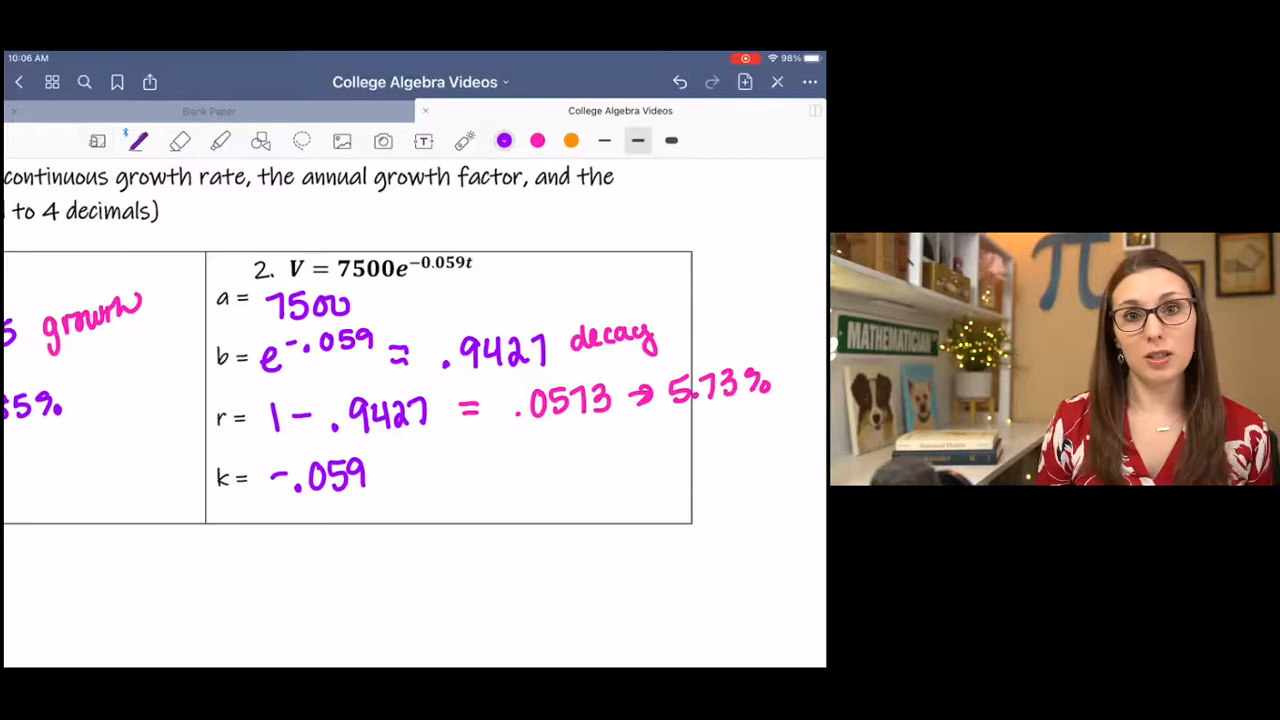 10:06 AM
98%
College Algebra Videos
Blank Paper
College Algebra Videos
continuous growth rate, the annual growth factor, and the
to 4 decimals)
5 growth
35%
2. V = 7500e^{-0.059t}
a = 7500
b = e^{-.059} ≈ .9427 decay
r = 1 - .9427 = .0573 → 5.73%
k = -.059
MATHEMATICIAN